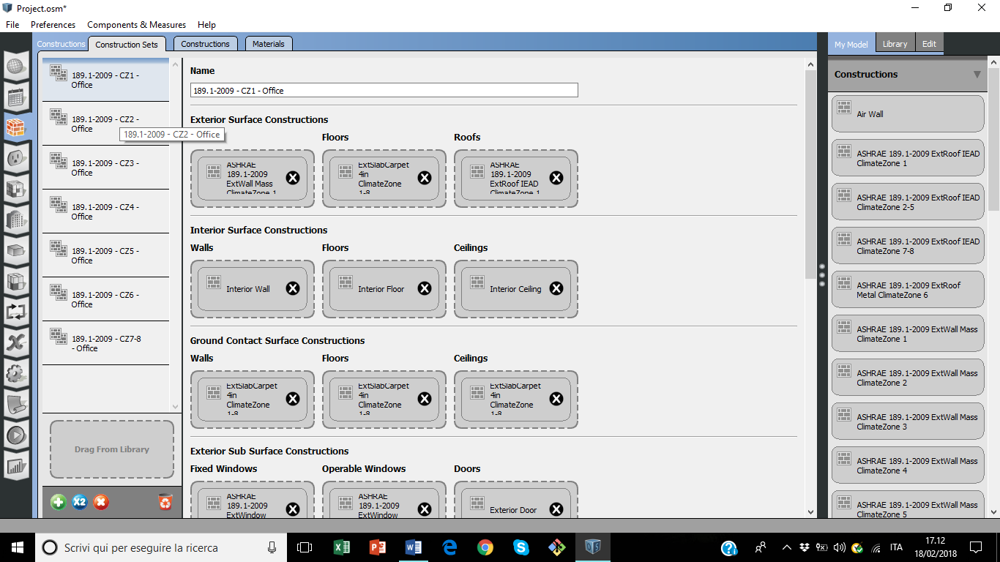 Project.osm*
File Preferences Components & Measures Help
Constructions Construction Sets Constructions Materials
My Model Library Edit
189.1-2009 - CZ1 -
Office
189.1-2009 - CZ2 -
Office
189.1-2009 - CZ2 - Office
189.1-2009 - CZ3 -
Office
189.1-2009 - CZ4 -
Office
189.1-2009 - CZ5 -
Office
189.1-2009 - CZ6 -
Office
189.1-2009 - CZ7-8
- Office
Drag From Library
X2
Name
189.1-2009 - CZ1 - Office
Exterior Surface Constructions
Floors Roofs
ASHRAE
189.1-2009
ExtWall Mass
ClimateZone 1
ExtSlabCarpet
4in
ClimateZone
1-8
ASHRAE
189.1-2009
ExtRoof IEAD
ClimateZone 1
Interior Surface Constructions
Walls Floors Ceilings
Interior Wall
Interior Floor
Interior Ceiling
Ground Contact Surface Constructions
Walls Floors Ceilings
ExtSlabCarpet
4in
ClimateZone
1-8
ExtSlabCarpet
4in
ClimateZone
1-8
ExtSlabCarpet
4in
ClimateZone
1-8
Exterior Sub Surface Constructions
Fixed Windows Operable Windows Doors
ASHRAE
189.1-2009
ExtWindow
ASHRAE
189.1-2009
ExtWindow
Exterior Door
Constructions
Air Wall
ASHRAE 189.1-2009 ExtRoof IEAD
ClimateZone 1
ASHRAE 189.1-2009 ExtRoof IEAD
ClimateZone 2-5
ASHRAE 189.1-2009 ExtRoof IEAD
ClimateZone 7-8
ASHRAE 189.1-2009 ExtRoof
Metal ClimateZone 6
ASHRAE 189.1-2009 ExtWall Mass
ClimateZone 1
ASHRAE 189.1-2009 ExtWall Mass
ClimateZone 2
ASHRAE 189.1-2009 ExtWall Mass
ClimateZone 3
ASHRAE 189.1-2009 ExtWall Mass
ClimateZone 4
ASHRAE 189.1-2009 ExtWall Mass
ClimateZone 5
Scrivi qui per eseguire la ricerca
ITA
17.12
18/02/2018